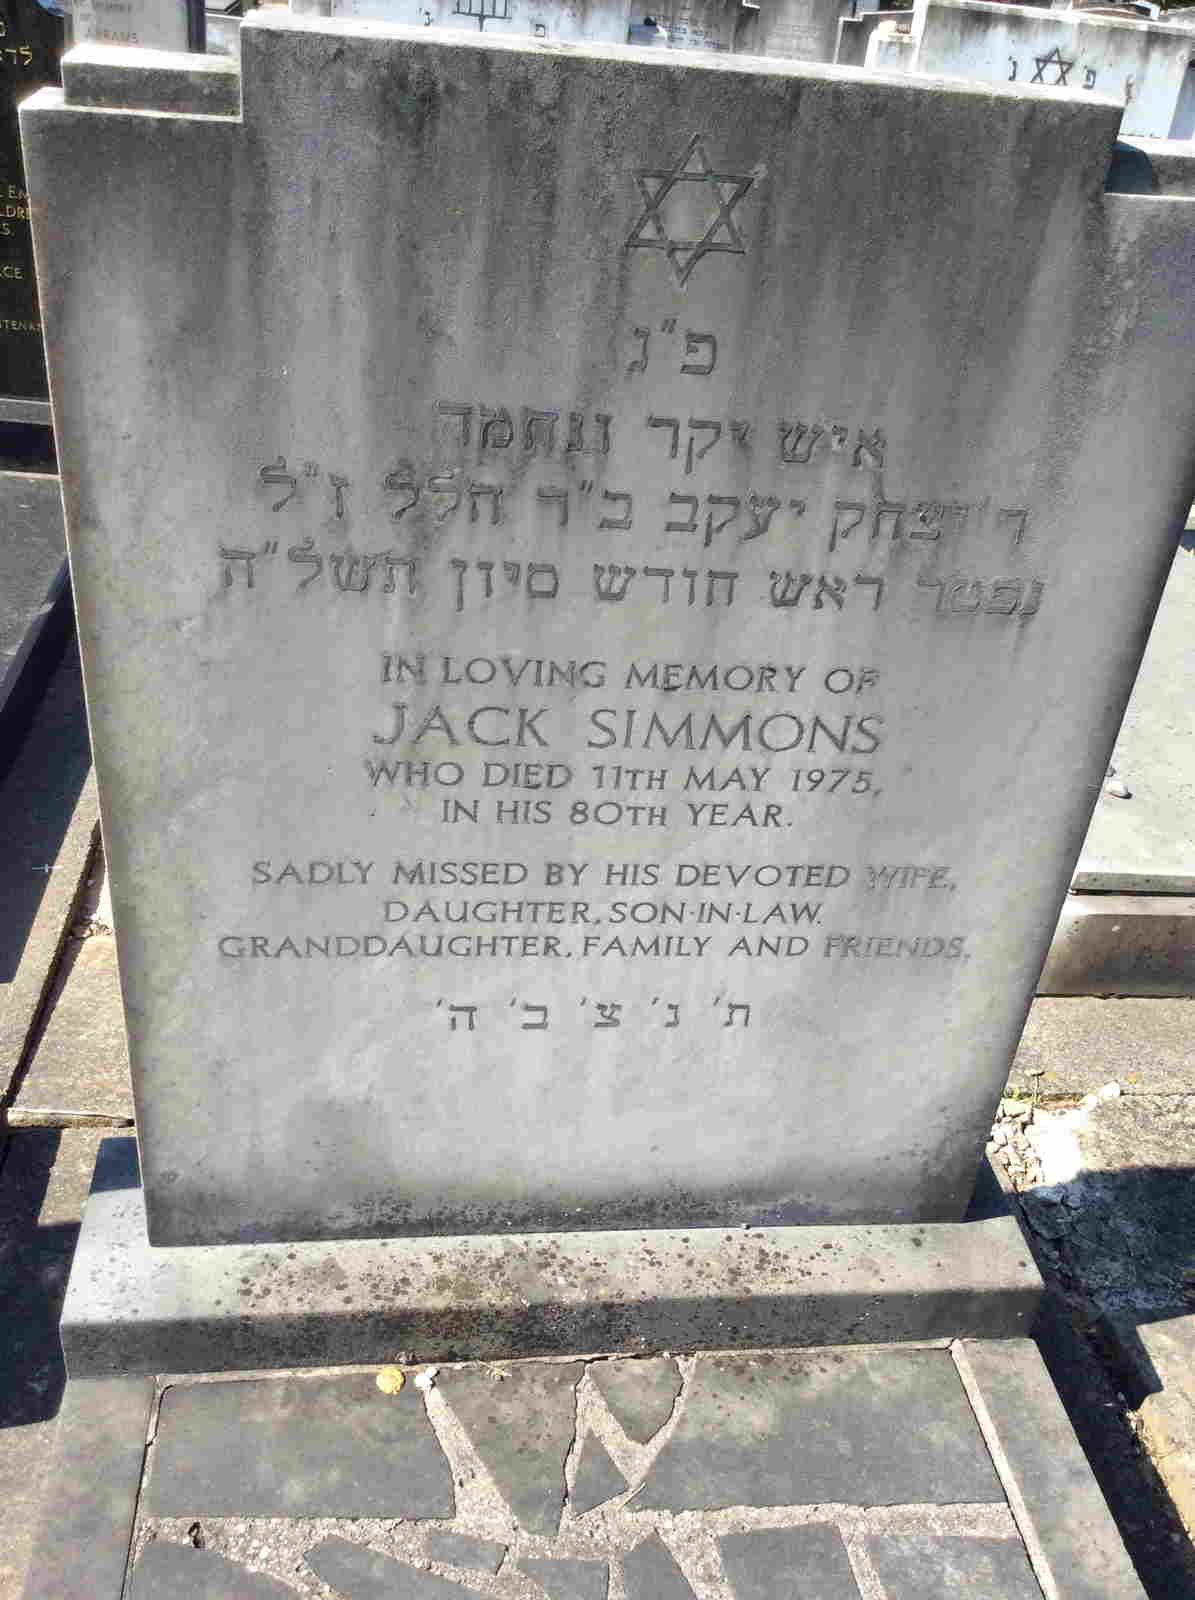 פ״נ
איש יקר ונחמד
ר׳ יצחק יעקב ב״ר הלל ז״ל
נפטר ראש חודש סיון תשל״ה
IN LOVING MEMORY OF
JACK SIMMONS
WHO DIED 11TH MAY 1975,
IN HIS 80TH YEAR.
SADLY MISSED BY HIS DEVOTED WIFE,
DAUGHTER, SON·IN·LAW.
GRANDDAUGHTER, FAMILY AND FRIENDS.
ת׳ נ׳ צ׳ ב׳ ה׳
ABRAMS
פ נ
פ נ